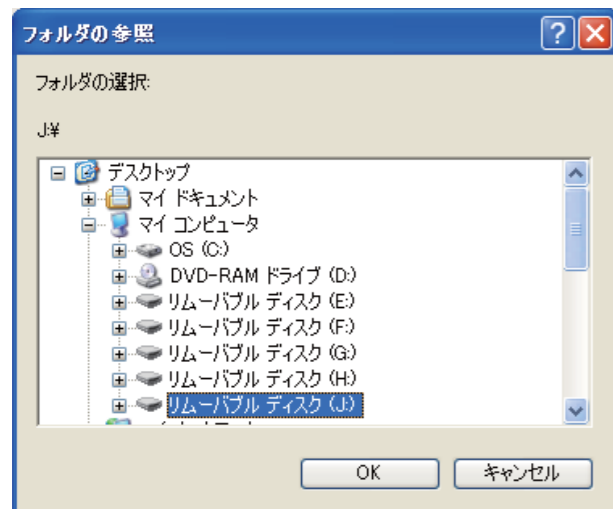 フォルダの参照
フォルダの選択:
J:¥
デスクトップ
マイ ドキュメント
マイ コンピュータ
OS (C:)
DVD-RAM ドライブ (D:)
リムーバブル ディスク (E:)
リムーバブル ディスク (F:)
リムーバブル ディスク (G:)
リムーバブル ディスク (H:)
リムーバブル ディスク (J:)
OK キャンセル